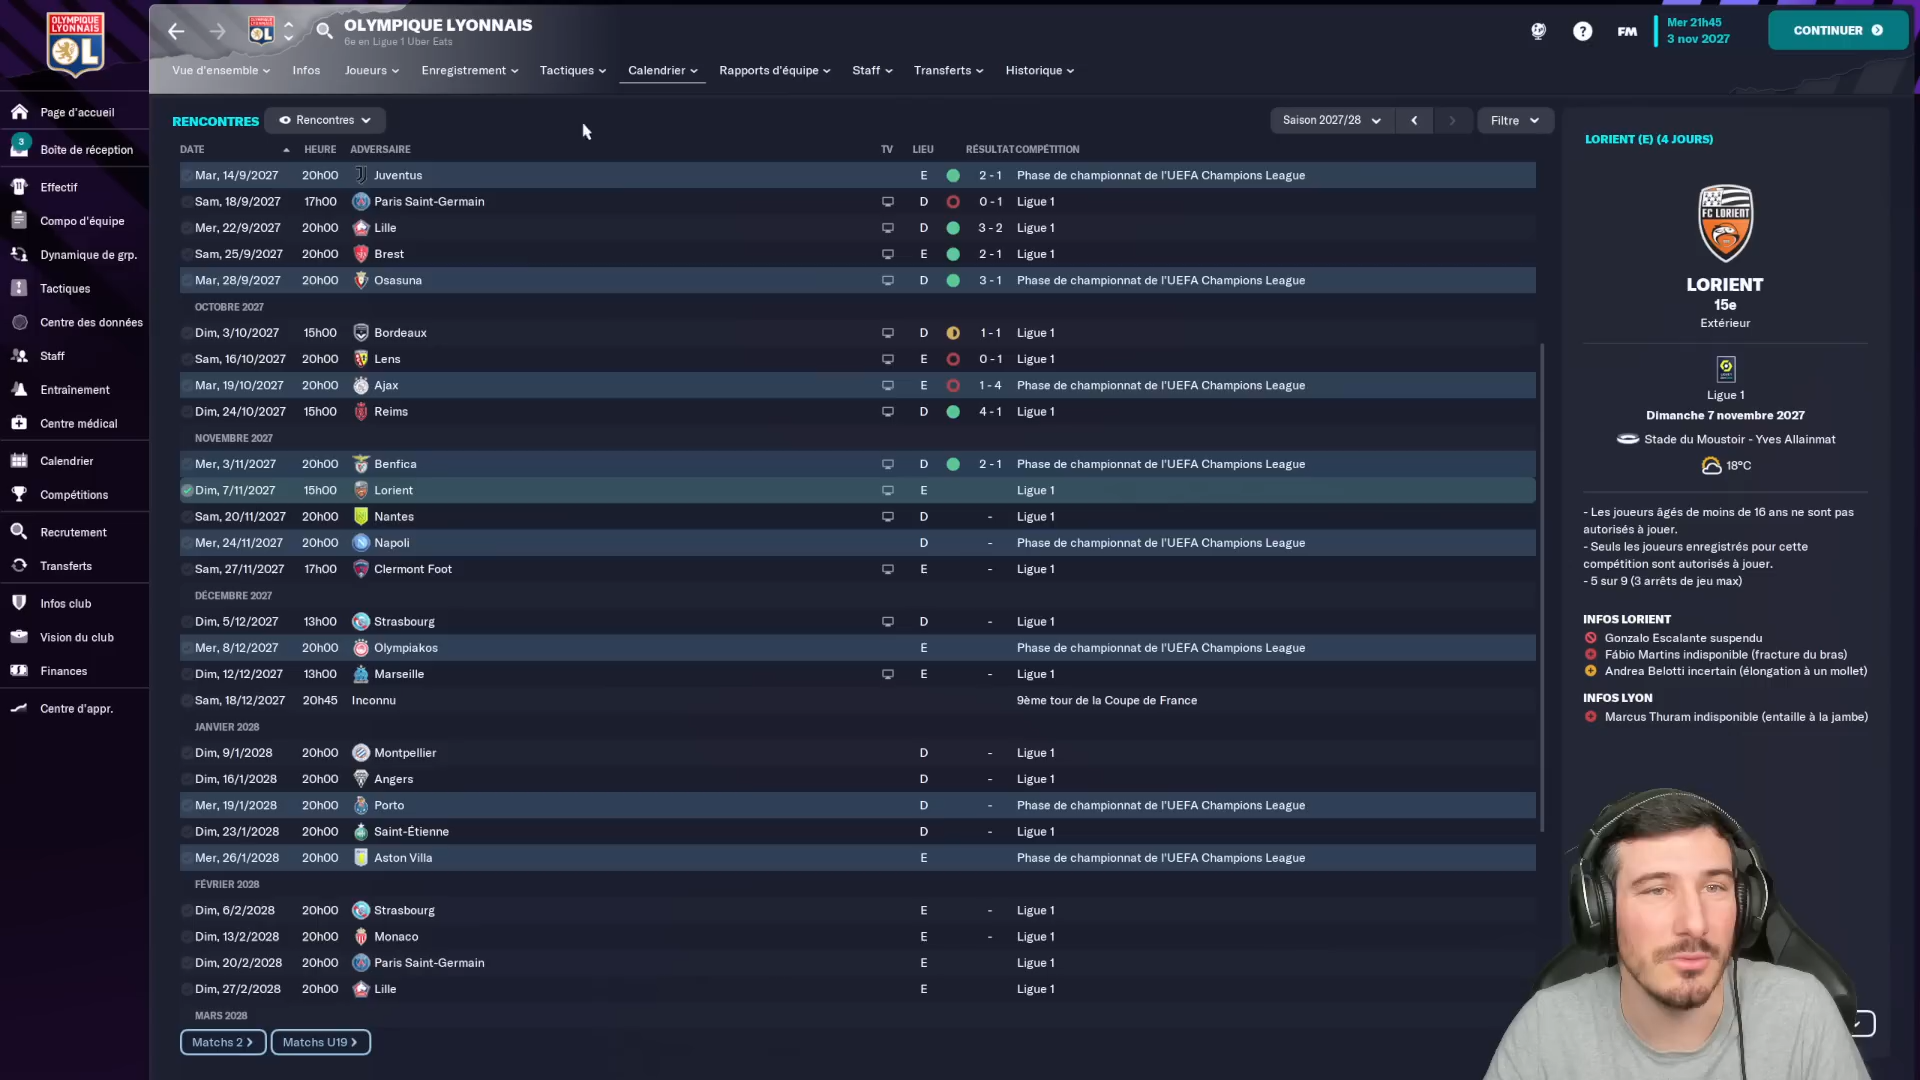 OLYMPIQUE LYONNAIS
OL
OLYMPIQUE LYONNAIS
6e en Ligue 1 Uber Eats
FM
Mer 21h45
3 nov 2027
CONTINUER
Vue d'ensemble
Infos
Joueurs
Enregistrement
Tactiques
Calendrier
Rapports d'équipe
Staff
Transferts
Historique
Page d'accueil
3
Boîte de réception
Effectif
Compo d'équipe
Dynamique de grp.
Tactiques
Centre des données
Staff
Entraînement
Centre médical
Calendrier
Compétitions
Recrutement
Transferts
Infos club
Vision du club
Finances
Centre d'appr.
RENCONTRES
Rencontres
Saison 2027/28
Filtre
DATE HEURE ADVERSAIRE TV LIEU RÉSULTAT COMPÉTITION
Mar, 14/9/2027 20h00 Juventus E 2 - 1 Phase de championnat de l'UEFA Champions League
Sam, 18/9/2027 17h00 Paris Saint-Germain D 0 - 1 Ligue 1
Mer, 22/9/2027 20h00 Lille D 3 - 2 Ligue 1
Sam, 25/9/2027 20h00 Brest E 2 - 1 Ligue 1
Mar, 28/9/2027 20h00 Osasuna D 3 - 1 Phase de championnat de l'UEFA Champions League
OCTOBRE 2027
Dim, 3/10/2027 15h00 Bordeaux D 1 - 1 Ligue 1
Sam, 16/10/2027 20h00 Lens E 0 - 1 Ligue 1
Mar, 19/10/2027 20h00 Ajax E 1 - 4 Phase de championnat de l'UEFA Champions League
Dim, 24/10/2027 15h00 Reims D 4 - 1 Ligue 1
NOVEMBRE 2027
Mer, 3/11/2027 20h00 Benfica D 2 - 1 Phase de championnat de l'UEFA Champions League
Dim, 7/11/2027 15h00 Lorient E Ligue 1
Sam, 20/11/2027 20h00 Nantes D - Ligue 1
Mer, 24/11/2027 20h00 Napoli D - Phase de championnat de l'UEFA Champions League
Sam, 27/11/2027 17h00 Clermont Foot E - Ligue 1
DÉCEMBRE 2027
Dim, 5/12/2027 13h00 Strasbourg D - Ligue 1
Mer, 8/12/2027 20h00 Olympiakos E Phase de championnat de l'UEFA Champions League
Dim, 12/12/2027 13h00 Marseille E - Ligue 1
Sam, 18/12/2027 20h45 Inconnu 9ème tour de la Coupe de France
JANVIER 2028
Dim, 9/1/2028 20h00 Montpellier D - Ligue 1
Dim, 16/1/2028 20h00 Angers D - Ligue 1
Mer, 19/1/2028 20h00 Porto D - Phase de championnat de l'UEFA Champions League
Dim, 23/1/2028 20h00 Saint-Étienne D - Ligue 1
Mer, 26/1/2028 20h00 Aston Villa E Phase de championnat de l'UEFA Champions League
FÉVRIER 2028
Dim, 6/2/2028 20h00 Strasbourg E - Ligue 1
Dim, 13/2/2028 20h00 Monaco E - Ligue 1
Dim, 20/2/2028 20h00 Paris Saint-Germain E Ligue 1
Dim, 27/2/2028 20h00 Lille E Ligue 1
MARS 2028
Matchs 2
Matchs U19
LORIENT (E) (4 JOURS)
FC LORIENT
LORIENT
15e
Extérieur
Ligue 1
Dimanche 7 novembre 2027
Stade du Moustoir - Yves Allainmat
18°C
- Les joueurs âgés de moins de 16 ans ne sont pas
autorisés à jouer.
- Seuls les joueurs enregistrés pour cette
compétition sont autorisés à jouer.
- 5 sur 9 (3 arrêts de jeu max)
INFOS LORIENT
Gonzalo Escalante suspendu
Fábio Martins indisponible (fracture du bras)
Andrea Belotti incertain (élongation à un mollet)
INFOS LYON
Marcus Thuram indisponible (entaille à la jambe)